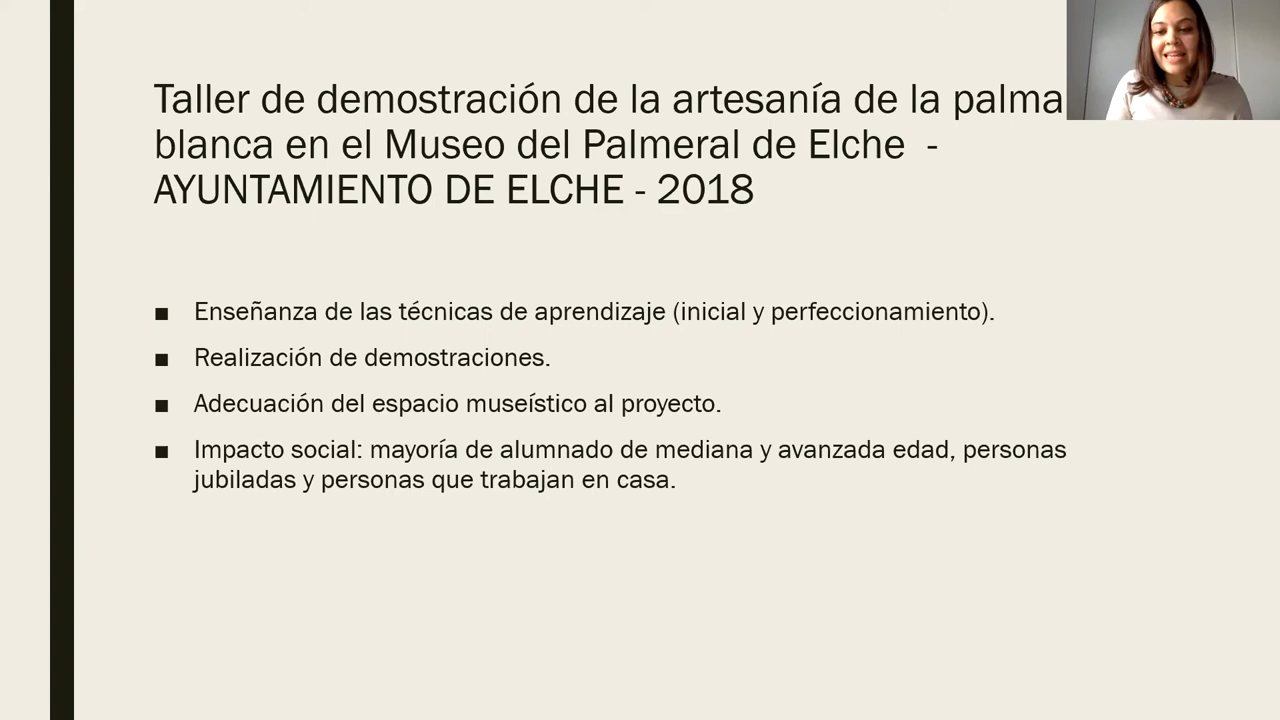 Taller de demostración de la artesanía de la palma
blanca en el Museo del Palmeral de Elche -
AYUNTAMIENTO DE ELCHE - 2018
■ Enseñanza de las técnicas de aprendizaje (inicial y perfeccionamiento).
■ Realización de demostraciones.
■ Adecuación del espacio museístico al proyecto.
■ Impacto social: mayoría de alumnado de mediana y avanzada edad, personas
jubiladas y personas que trabajan en casa.